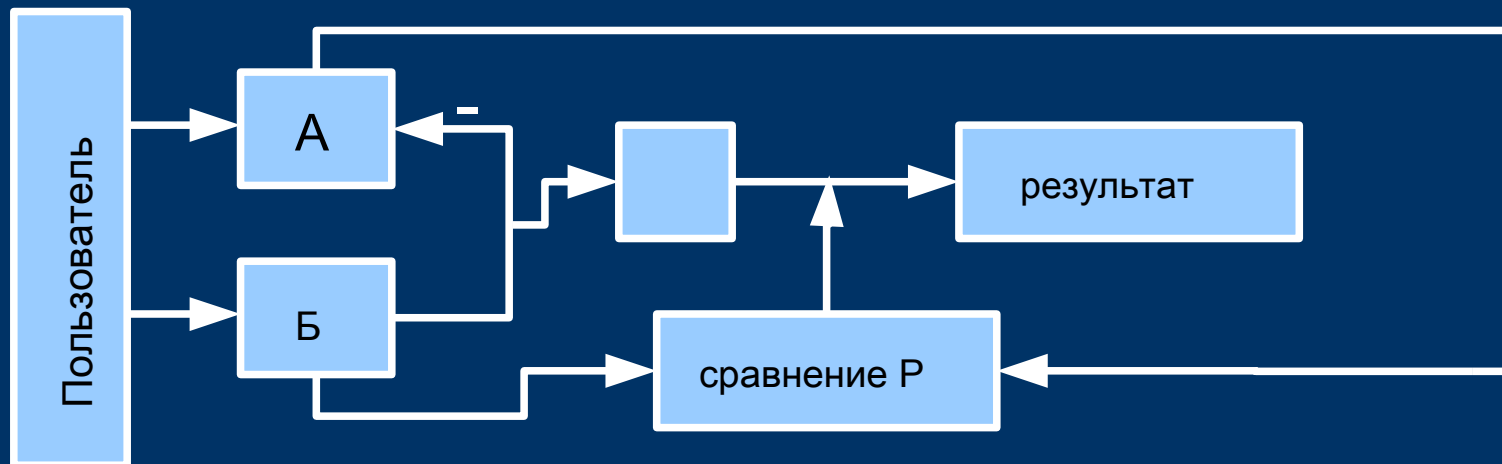 Пользователь
А
-
результат
Б
сравнение Р